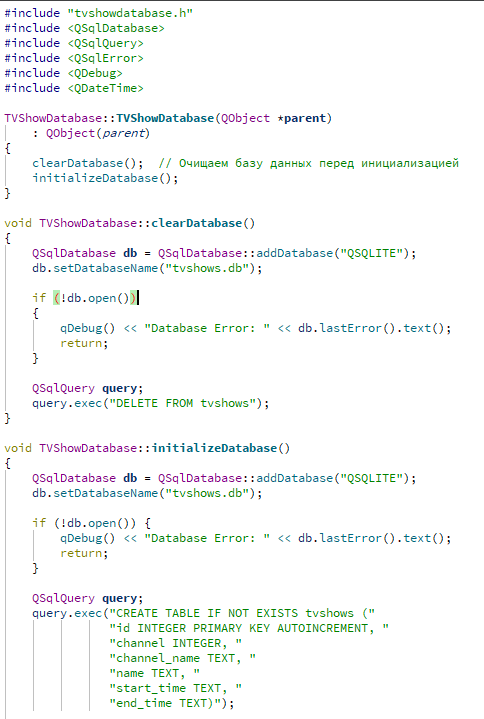 #include "tvshowdatabase.h"
#include <QSqlDatabase>
#include <QSqlQuery>
#include <QSqlError>
#include <QDebug>
#include <QDateTime>

TVShowDatabase::TVShowDatabase(QObject *parent)
    : QObject(parent)
{
    clearDatabase();  // Очищаем базу данных перед инициализацией
    initializeDatabase();
}

void TVShowDatabase::clearDatabase()
{
    QSqlDatabase db = QSqlDatabase::addDatabase("QSQLITE");
    db.setDatabaseName("tvshows.db");

    if (!db.open())
    {
        qDebug() << "Database Error: " << db.lastError().text();
        return;
    }

    QSqlQuery query;
    query.exec("DELETE FROM tvshows");
}

void TVShowDatabase::initializeDatabase()
{
    QSqlDatabase db = QSqlDatabase::addDatabase("QSQLITE");
    db.setDatabaseName("tvshows.db");

    if (!db.open()) {
        qDebug() << "Database Error: " << db.lastError().text();
        return;
    }

    QSqlQuery query;
    query.exec("CREATE TABLE IF NOT EXISTS tvshows ("
               "id INTEGER PRIMARY KEY AUTOINCREMENT, "
               "channel INTEGER, "
               "channel_name TEXT, "
               "name TEXT, "
               "start_time TEXT, "
               "end_time TEXT)");